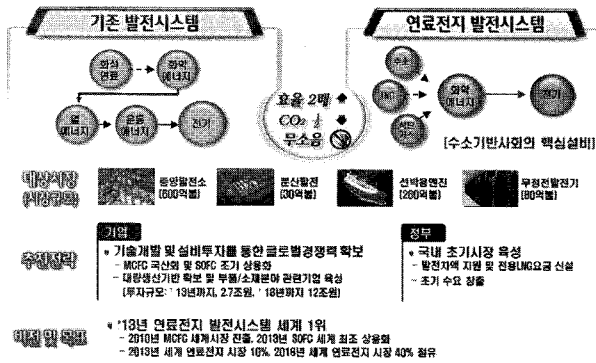 기존 발전시스템
연료전지 발전시스템
화석
연료
화학
에너지
열
에너지
운동
에너지
전기
효율 2배
CO₂
무소음
수소
화학
에너지
전기
[수소기반사회의 핵심설비]
대상시장
(시장규모)
중앙발전소
(600억불)
분산발전
(30억불)
선박용엔진
(260억불)
무정전발전기
(80억불)
추진전략
기업
기술개발 및 설비투자를 통한 글로벌경쟁력 확보
- MCFC 국산화 및 SOFC 조기 상용화
- 대량생산기반 확보 및 부품/소재분야 관련기업 육성
(투자규모: '13년까지, 2.7조원, '18년까지 12조원)
정부
국내 초기시장 육성
- 발전차액 지원 및 전용LNG요금 신설
- 초기 수요 창출
비전 및 목표
'13년 연료전지 발전시스템 세계 1위
- 2010년 MCFC 세계시장 진출, 2013년 SOFC 세계 최초 상용화
- 2013년 세계 연료전지 시장 10%, 2018년 세계 연료전지 시장 40% 점유